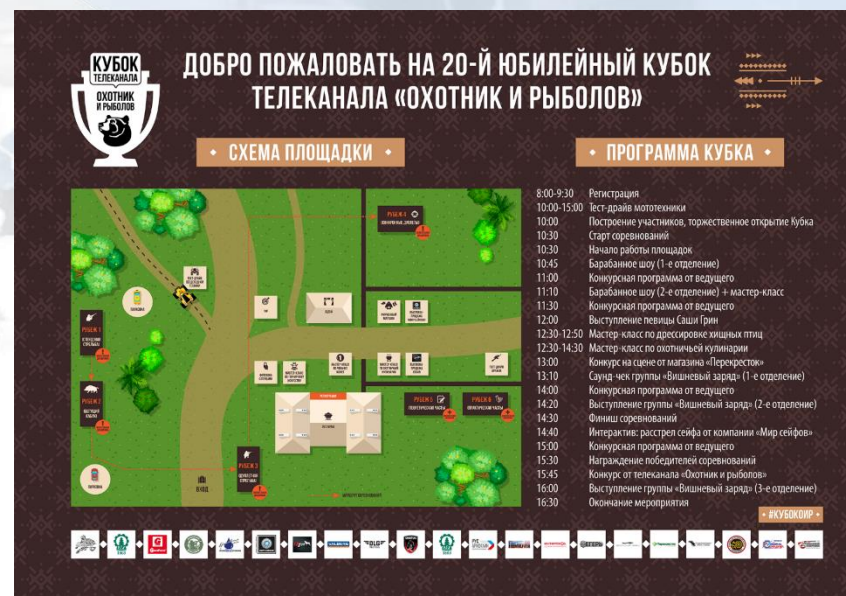 КУБОК
ТЕЛЕКАНАЛА
ОХОТНИК
И РЫБОЛОВ
ДОБРО ПОЖАЛОВАТЬ НА 20-Й ЮБИЛЕЙНЫЙ КУБОК
ТЕЛЕКАНАЛА «ОХОТНИК И РЫБОЛОВ»
СХЕМА ПЛОЩАДКИ
РУБЕЖ 4
РУБЕЖ 1
РУБЕЖ 2
РУБЕЖ 3
РУБЕЖ 5
РУБЕЖ 6
ПАРКОВКА
ПАРКОВКА
ВХОД
ПРОГРАММА КУБКА
8:00-9:30 Регистрация
10:00-15:00 Тест-драйв мототехники
10:00 Построение участников, торжественное открытие Кубка
10:30 Старт соревнований
10:30 Начало работы площадок
10:45 Барабанное шоу (1-е отделение)
11:00 Конкурсная программа от ведущего
11:10 Барабанное шоу (2-е отделение) + мастер-класс
11:30 Конкурсная программа от ведущего
12:00 Выступление певицы Саши Грин
12:30-12:50 Мастер-класс по дрессировке хищных птиц
12:30-14:30 Мастер-класс по охотничьей кулинарии
13:00 Конкурс на сцене от магазина «Перекресток»
13:10 Саунд-чек группы «Вишневый заряд» (1-е отделение)
14:00 Конкурсная программа от ведущего
14:20 Выступление группы «Вишневый заряд» (2-е отделение)
14:30 Финиш соревнований
14:40 Интерактив: расстрел сейфа от компании «Мир сейфов»
15:00 Конкурсная программа от ведущего
15:30 Награждение победителей соревнований
15:45 Конкурс от телеканала «Охотник и рыболов»
16:00 Выступление группы «Вишневый заряд» (3-е отделение)
16:30 Окончание мероприятия
#КУБОКОИР